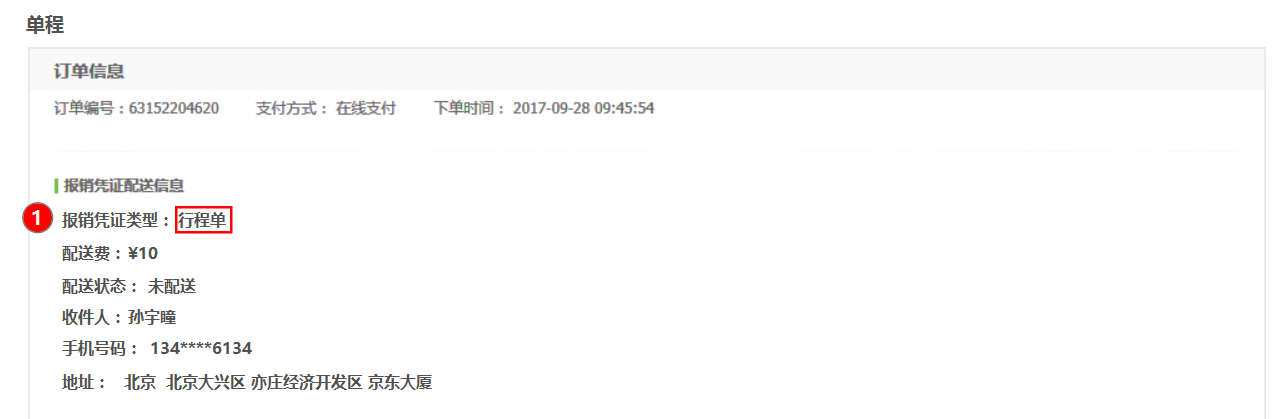 单程
订单信息
订单编号：63152204620 支付方式： 在线支付 下单时间： 2017-09-28 09:45:54
报销凭证配送信息
1 报销凭证类型： 行程单
配送费：¥10
配送状态： 未配送
收件人：孙宇瞳
手机号码： 134****6134
地址： 北京 北京大兴区 亦庄经济开发区 京东大厦